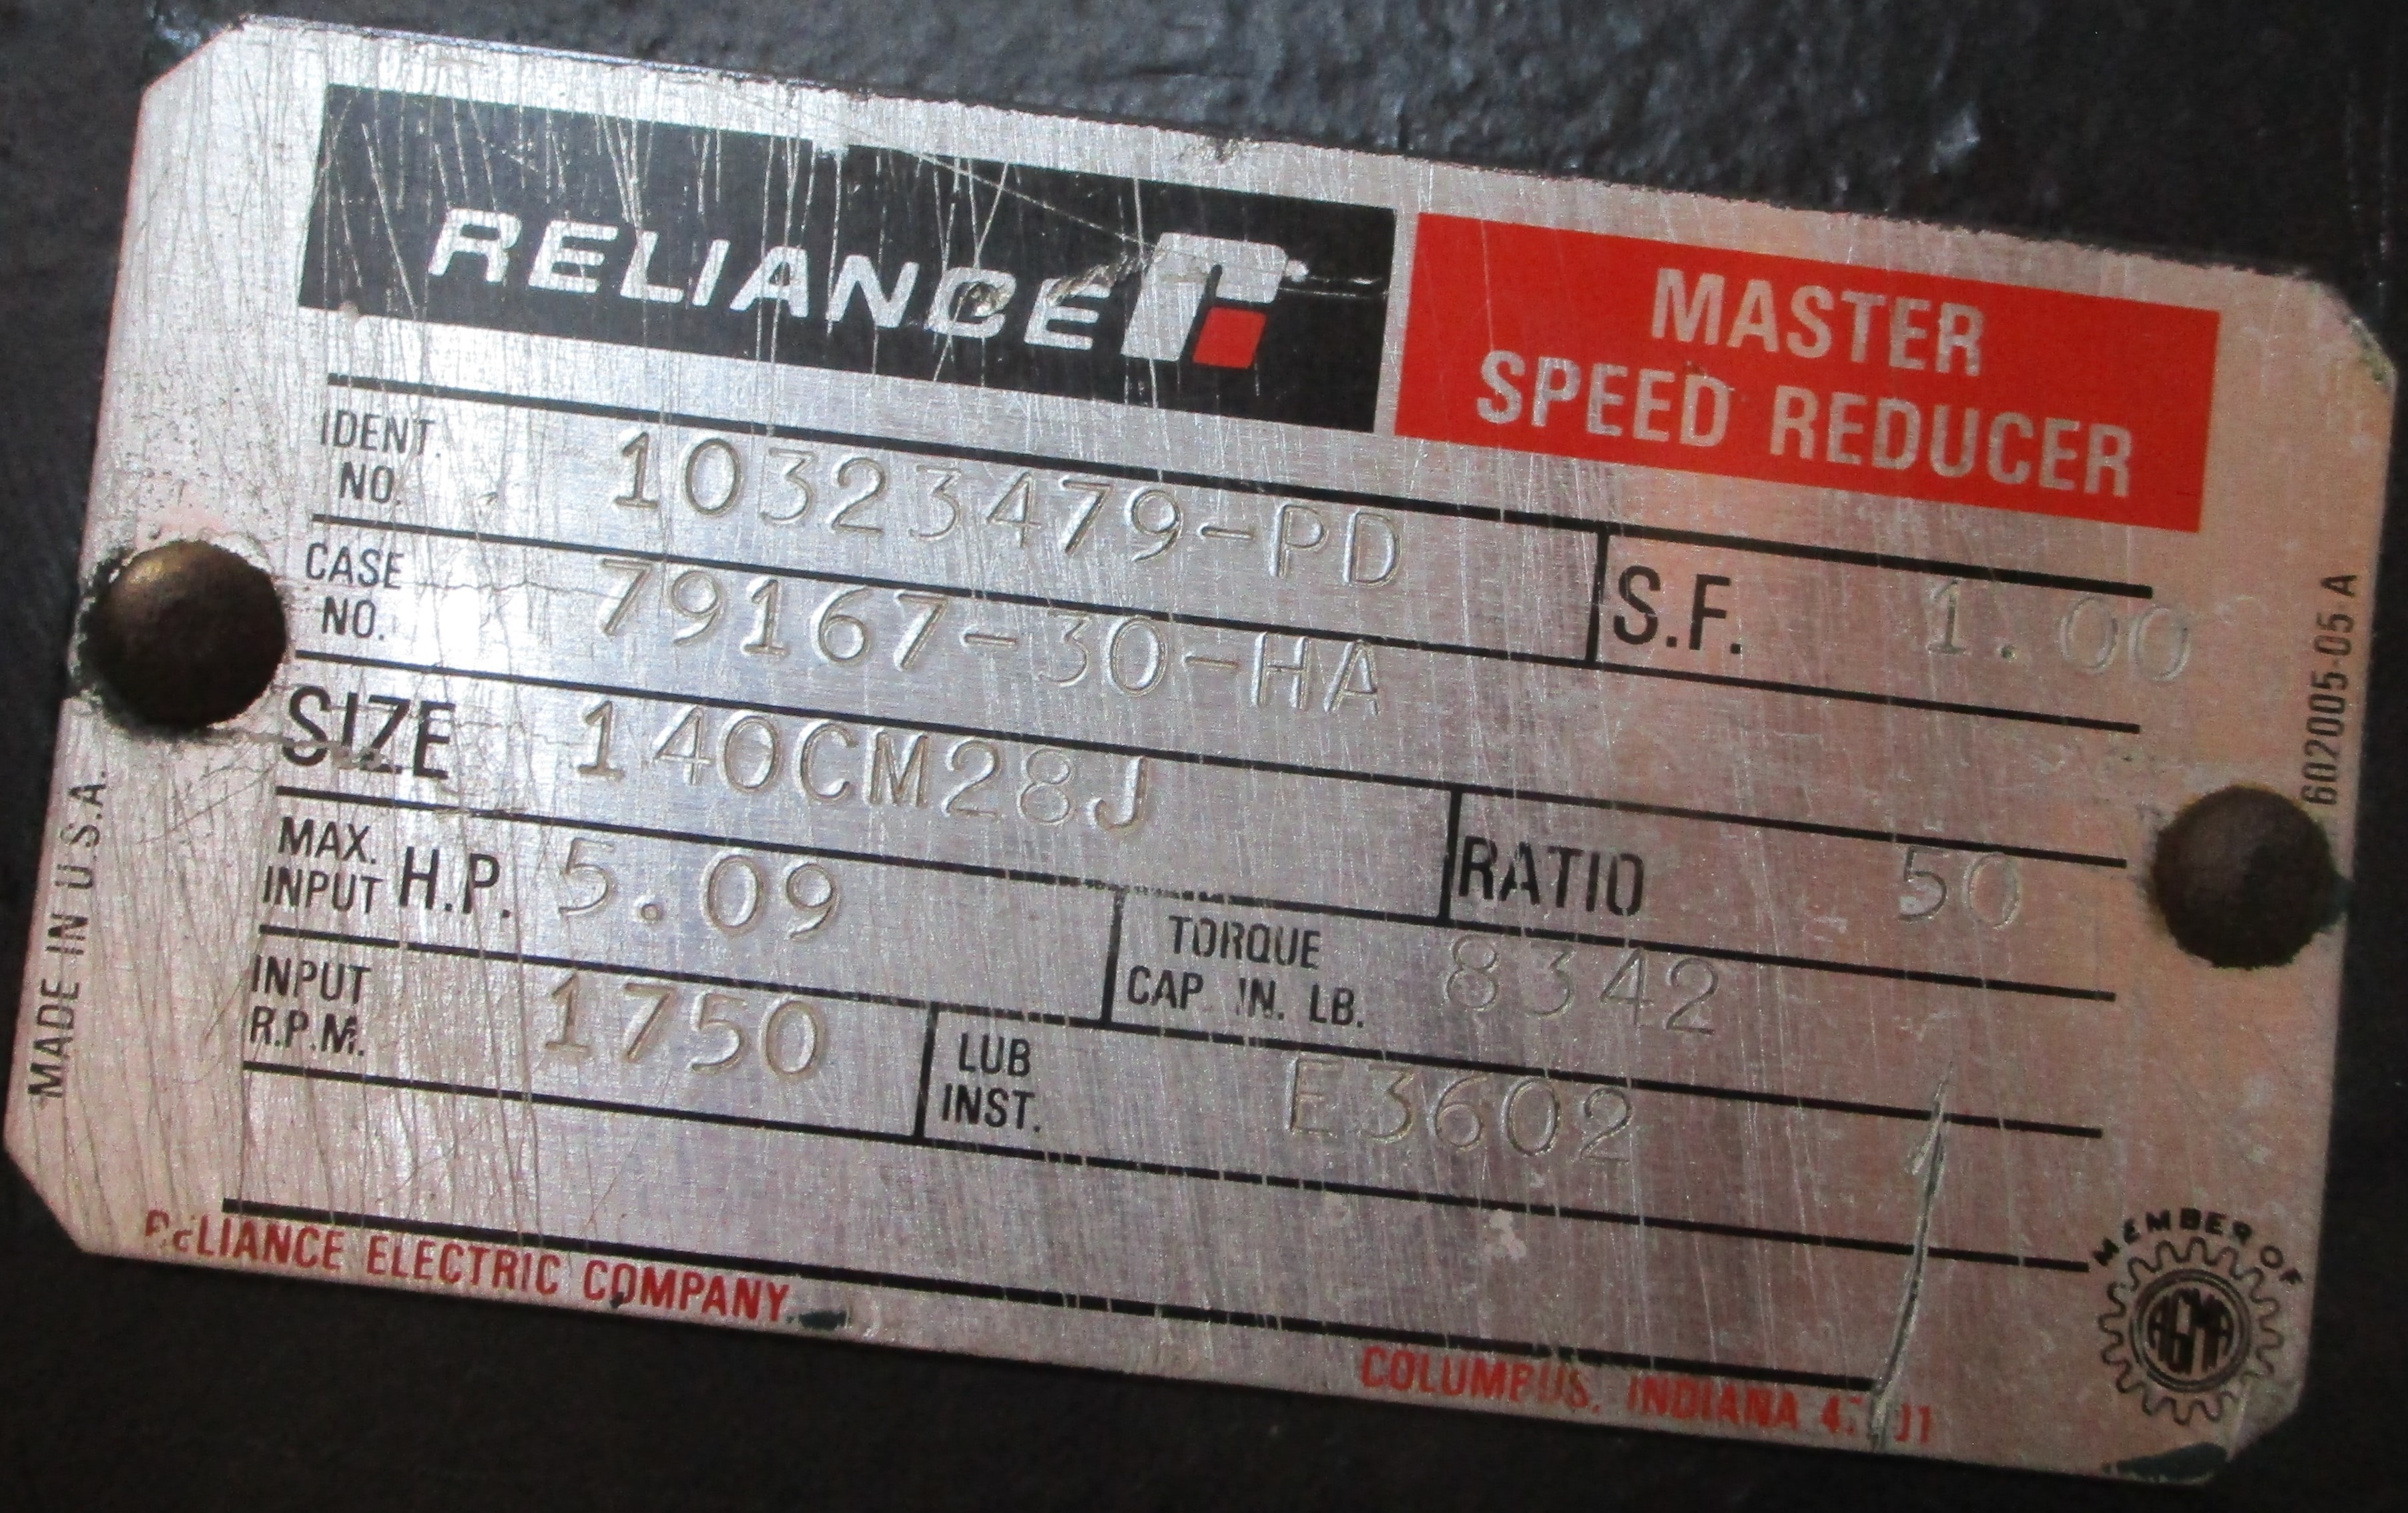 RELIANCE
MASTER
SPEED REDUCER
IDENT. NO. 10323479-PD
S.F. 1.00
CASE NO. 79167-30-HA
SIZE 140CM28J
RATIO 50
MAX. INPUT H.P. 5.09
TORQUE CAP. IN. LB. 8342
INPUT R.P.M. 1750
LUB INST. E3602
RELIANCE ELECTRIC COMPANY
COLUMBUS, INDIANA
MADE IN U.S.A.
602005-05 A
MEMBER OF
AGMA